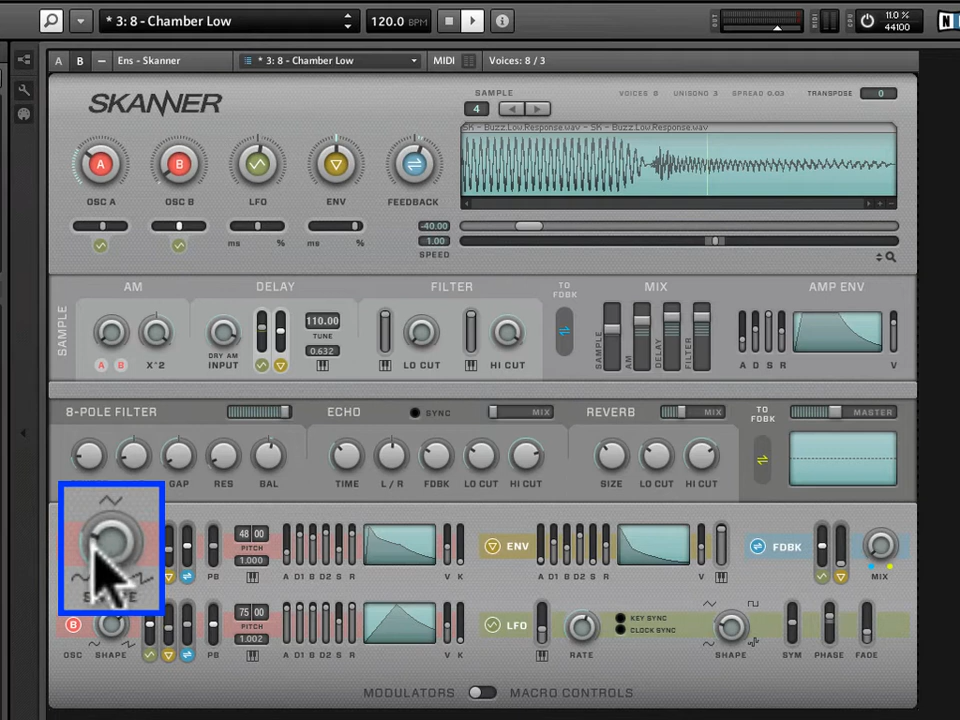 * 3: 8 - Chamber Low
120.0 BPM
11.0 %
44100
OUT
MIDI
CPU
N
A B
Ens - Skanner
* 3: 8 - Chamber Low
MIDI
Voices: 8 / 3
SKANNER
SAMPLE
4
VOICES 8
UNISONO 3
SPREAD 0.03
TRANSPOSE
0
SK - Buzz.Low.Response.wav - SK - Buzz.Low.Response.wav
A
B
OSC A
OSC B
LFO
ENV
FEEDBACK
ms %
ms %
-40.00
1.00
SPEED
SAMPLE
AM
DELAY
FILTER
TO FDBK
MIX
AMP ENV
110.00
TUNE
0.632
A B
X^2
DRY AM
INPUT
LO CUT
HI CUT
SAMPLE
AM
DELAY
FILTER
A D S R
V
8-POLE FILTER
ECHO
SYNC
MIX
REVERB
MIX
TO FDBK
MASTER
GAP
RES
BAL
TIME
L / R
FDBK
LO CUT
HI CUT
SIZE
LO CUT
HI CUT
PB
48 00
PITCH
1.000
A D1 B D2 S R
V K
ENV
A D1 B D2 S R
V
FDBK
MIX
B
OSC
SHAPE
PB
75 00
PITCH
1.002
A D1 B D2 S R
V K
LFO
RATE
KEY SYNC
CLOCK SYNC
SHAPE
SYM
PHASE
FADE
MODULATORS
MACRO CONTROLS